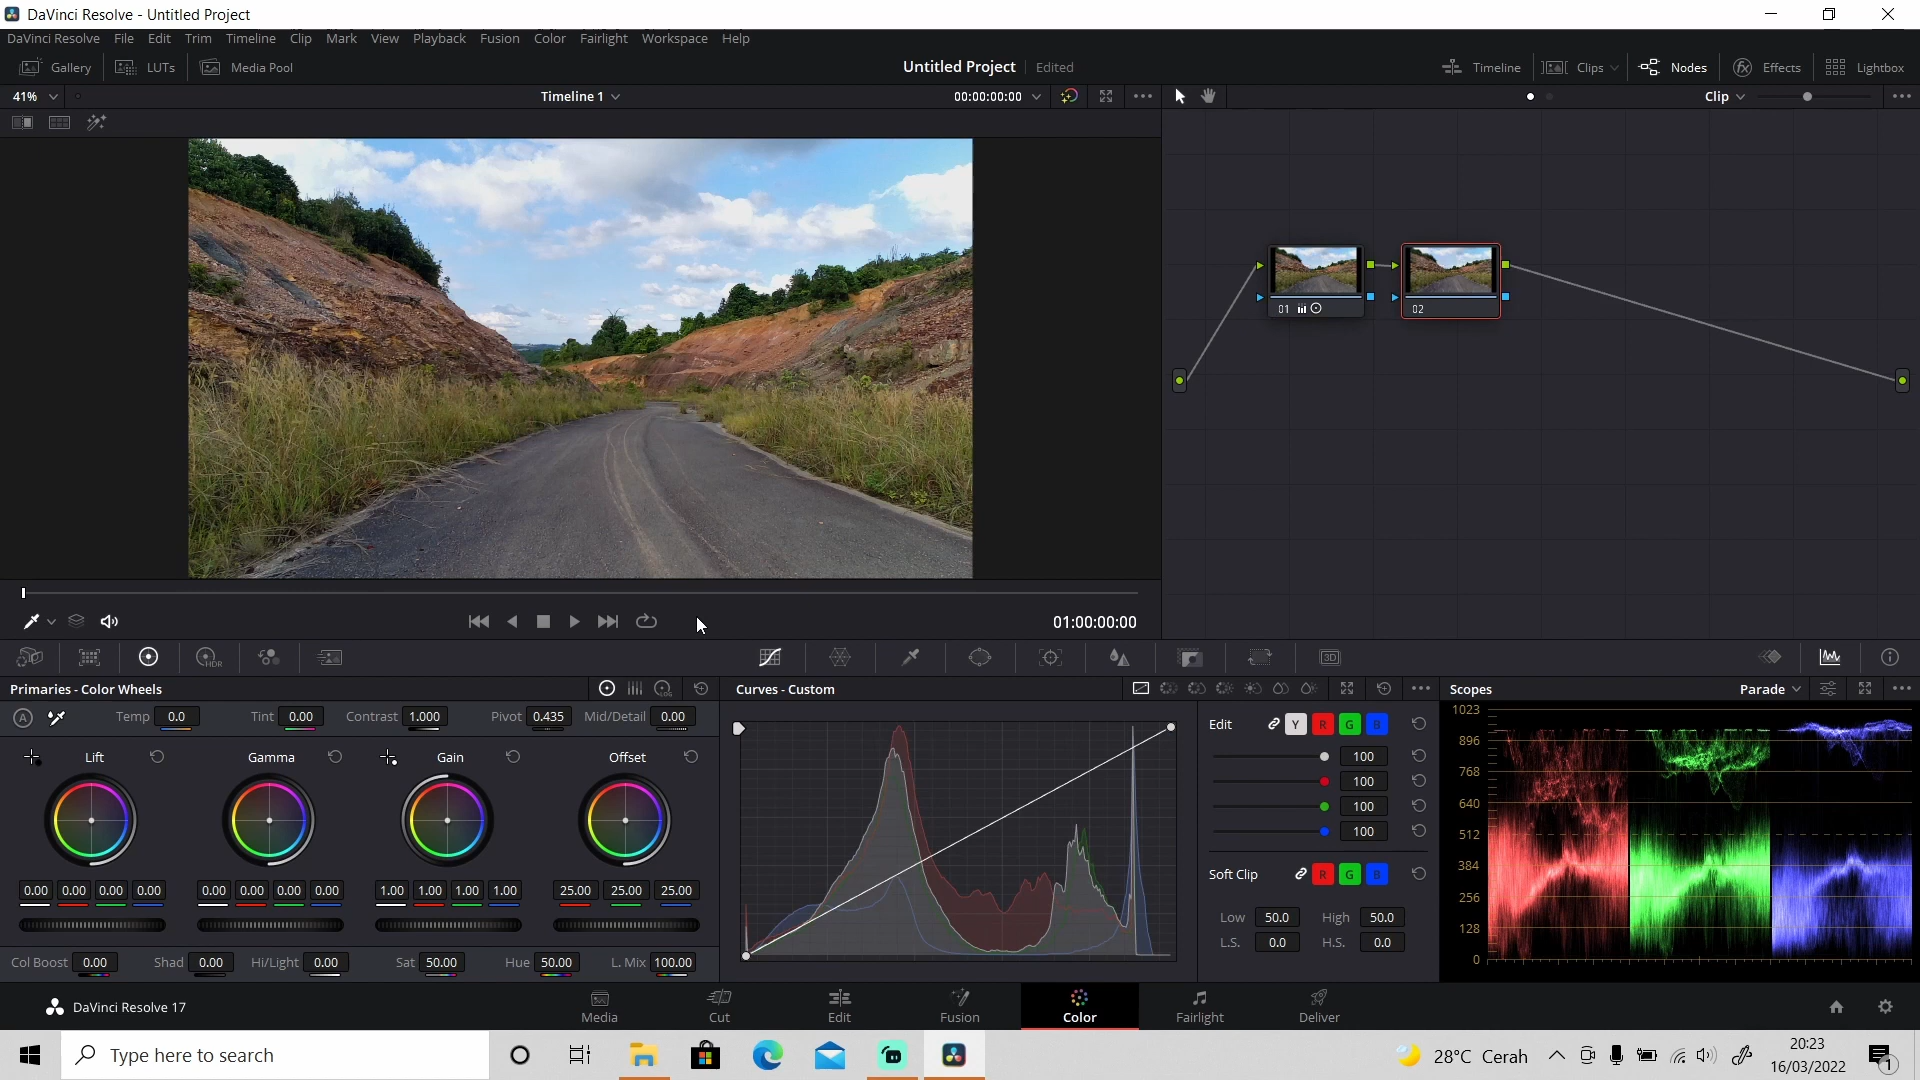 DaVinci Resolve - Untitled Project
DaVinci Resolve File Edit Trim Timeline Clip Mark View Playback Fusion Color Fairlight Workspace Help
Gallery LUTs Media Pool Untitled Project Edited Timeline Clips Nodes Effects Lightbox
41% Timeline 1 00:00:00:00 Clip
01 02
01:00:00:00
HDR 3D
Primaries - Color Wheels Curves - Custom Scopes Parade
A Temp 0.0 Tint 0.00 Contrast 1.000 Pivot 0.435 Mid/Detail 0.00
Lift Gamma Gain Offset
0.00 0.00 0.00 0.00 0.00 0.00 0.00 0.00 1.00 1.00 1.00 1.00 25.00 25.00 25.00
Col Boost 0.00 Shad 0.00 Hi/Light 0.00 Sat 50.00 Hue 50.00 L. Mix 100.00
Edit Y R G B
100
100
100
100
Soft Clip R G B
Low 50.0 High 50.0
L.S. 0.0 H.S. 0.0
1023
896
768
640
512
384
256
128
0
DaVinci Resolve 17 Media Cut Edit Fusion Color Fairlight Deliver
Type here to search 28°C Cerah 20:23
16/03/2022
1